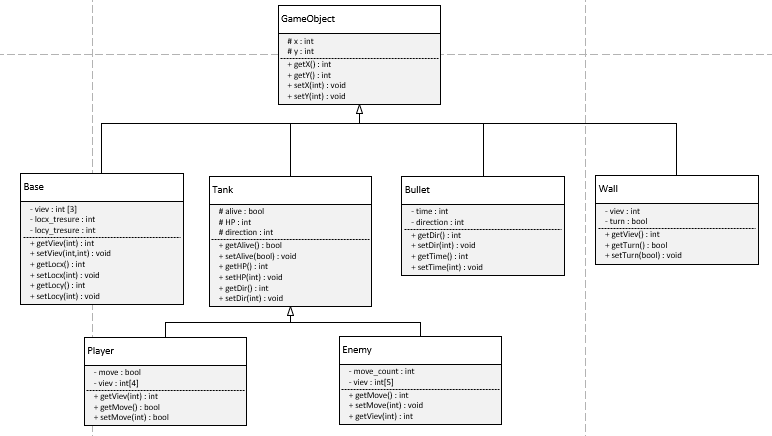 GameObject
# x : int
# y : int
+ getX() : int
+ getY() : int
+ setX(int) : void
+ setY(int) : void
Base
- viev : int [3]
- locx_tresure : int
- locy_tresure : int
+ getViev(int) : int
+ setViev(int,int) : void
+ getLocx() : int
+ setLocx(int) : void
+ getLocy() : int
+ setLocy(int) : void
Tank
# alive : bool
# HP : int
# direction : int
+ getAlive() : bool
+ setAlive(bool) : void
+ getHP() : int
+ setHP(int) : void
+ getDir() : int
+ setDir(int) : void
Bullet
- time : int
- direction : int
+ getDir() : int
+ setDir(int) : void
+ getTime() : int
+ setTime(int) : void
Wall
- viev : int
- turn : bool
+ getViev() : int
+ getTurn() : bool
+ setTurn(bool) : void
Player
- move : bool
- viev : int[4]
+ getViev(int) : int
+ getMove() : bool
+ setMove(int) : bool
Enemy
- move_count : int
- viev : int[5]
+ getMove() : int
+ setMove(int) : void
+ getViev(int) : int